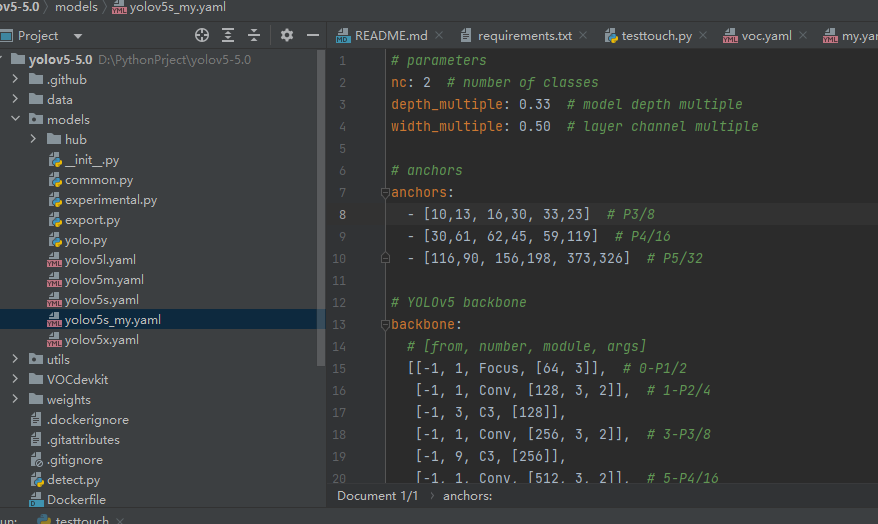 v5-5.0 models yolov5s_my.yaml
Project
README.md requirements.txt testtouch.py voc.yaml my.yam
yolov5-5.0 D:\PythonPrject\yolov5-5.0
.github
data
models
hub
__init__.py
common.py
experimental.py
export.py
yolo.py
yolov5l.yaml
yolov5m.yaml
yolov5s.yaml
yolov5s_my.yaml
yolov5x.yaml
utils
VOCdevkit
weights
.dockerignore
.gitattributes
.gitignore
detect.py
Dockerfile
1 # parameters
2 nc: 2 # number of classes
3 depth_multiple: 0.33 # model depth multiple
4 width_multiple: 0.50 # layer channel multiple
5
6 # anchors
7 anchors:
8 - [10,13, 16,30, 33,23] # P3/8
9 - [30,61, 62,45, 59,119] # P4/16
10 - [116,90, 156,198, 373,326] # P5/32
11
12 # YOLOv5 backbone
13 backbone:
14 # [from, number, module, args]
15 [[-1, 1, Focus, [64, 3]], # 0-P1/2
16 [-1, 1, Conv, [128, 3, 2]], # 1-P2/4
17 [-1, 3, C3, [128]],
18 [-1, 1, Conv, [256, 3, 2]], # 3-P3/8
19 [-1, 9, C3, [256]],
20 [-1, 1, Conv, [512, 3, 2]], # 5-P4/16
Document 1/1 anchors:
un: testtouch